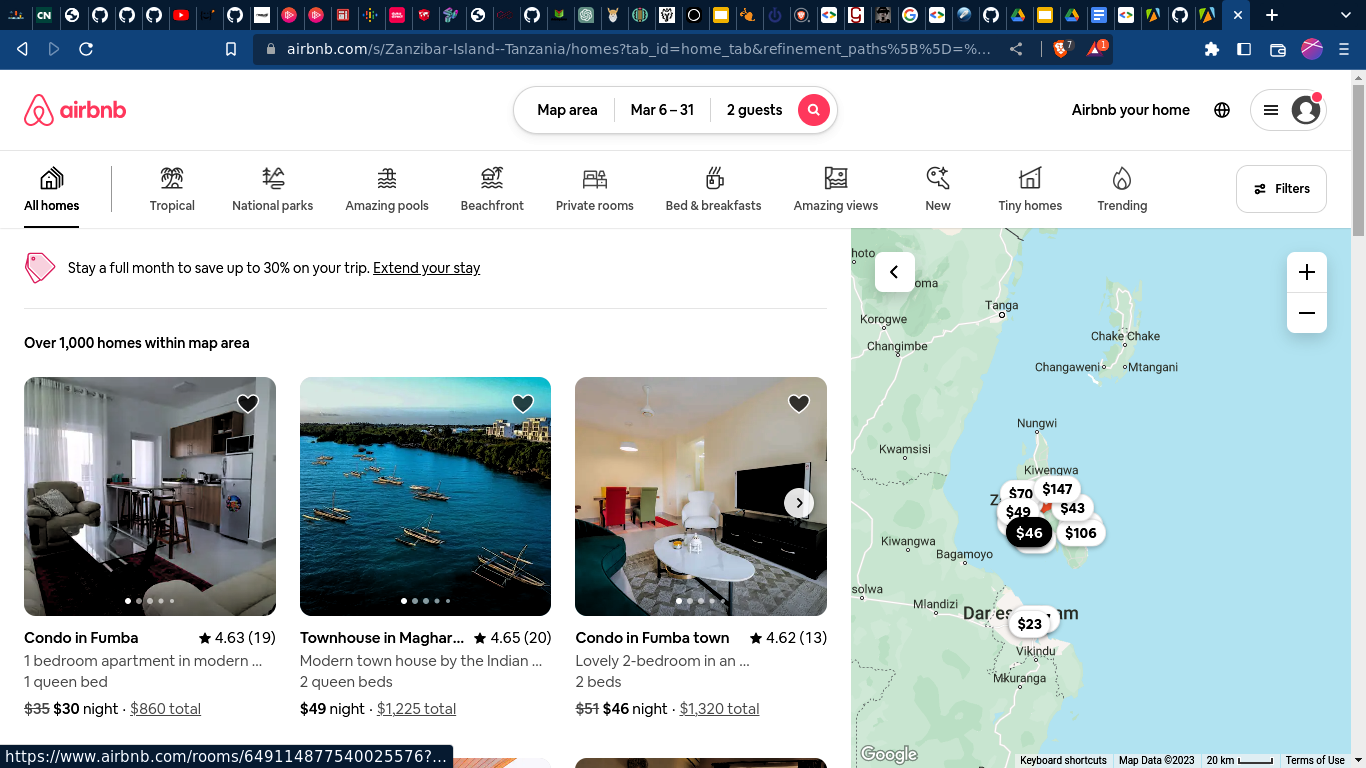 CN
airbnb.com/s/Zanzibar-Island--Tanzania/homes?tab_id=home_tab&refinement_paths%5B%5D=%...
7
1
airbnb
Map area
Mar 6 – 31
2 guests
Airbnb your home
All homes
Tropical
National parks
Amazing pools
Beachfront
Private rooms
Bed & breakfasts
Amazing views
New
Tiny homes
Trending
Filters
Stay a full month to save up to 30% on your trip. Extend your stay
Over 1,000 homes within map area
Condo in Fumba
4.63 (19)
1 bedroom apartment in modern ...
1 queen bed
$35 $30 night · $860 total
Townhouse in Maghar...
4.65 (20)
Modern town house by the Indian ...
2 queen beds
$49 night · $1,225 total
Condo in Fumba town
4.62 (13)
Lovely 2-bedroom in an ...
2 beds
$51 $46 night · $1,320 total
https://www.airbnb.com/rooms/649114877540025576?...
hoto
oma
Tanga
Korogwe
Changimbe
Chake Chake
Changaweni
Mtangani
Nungwi
Kwamsisi
Kiwengwa
Z
$70
$147
$49
$43
$46
$106
Kiwangwa
Bagamoyo
solwa
Mlandizi
Dar es
am
$23
Vikindu
Mkuranga
Google
Keyboard shortcuts
Map Data ©2023
20 km
Terms of Use